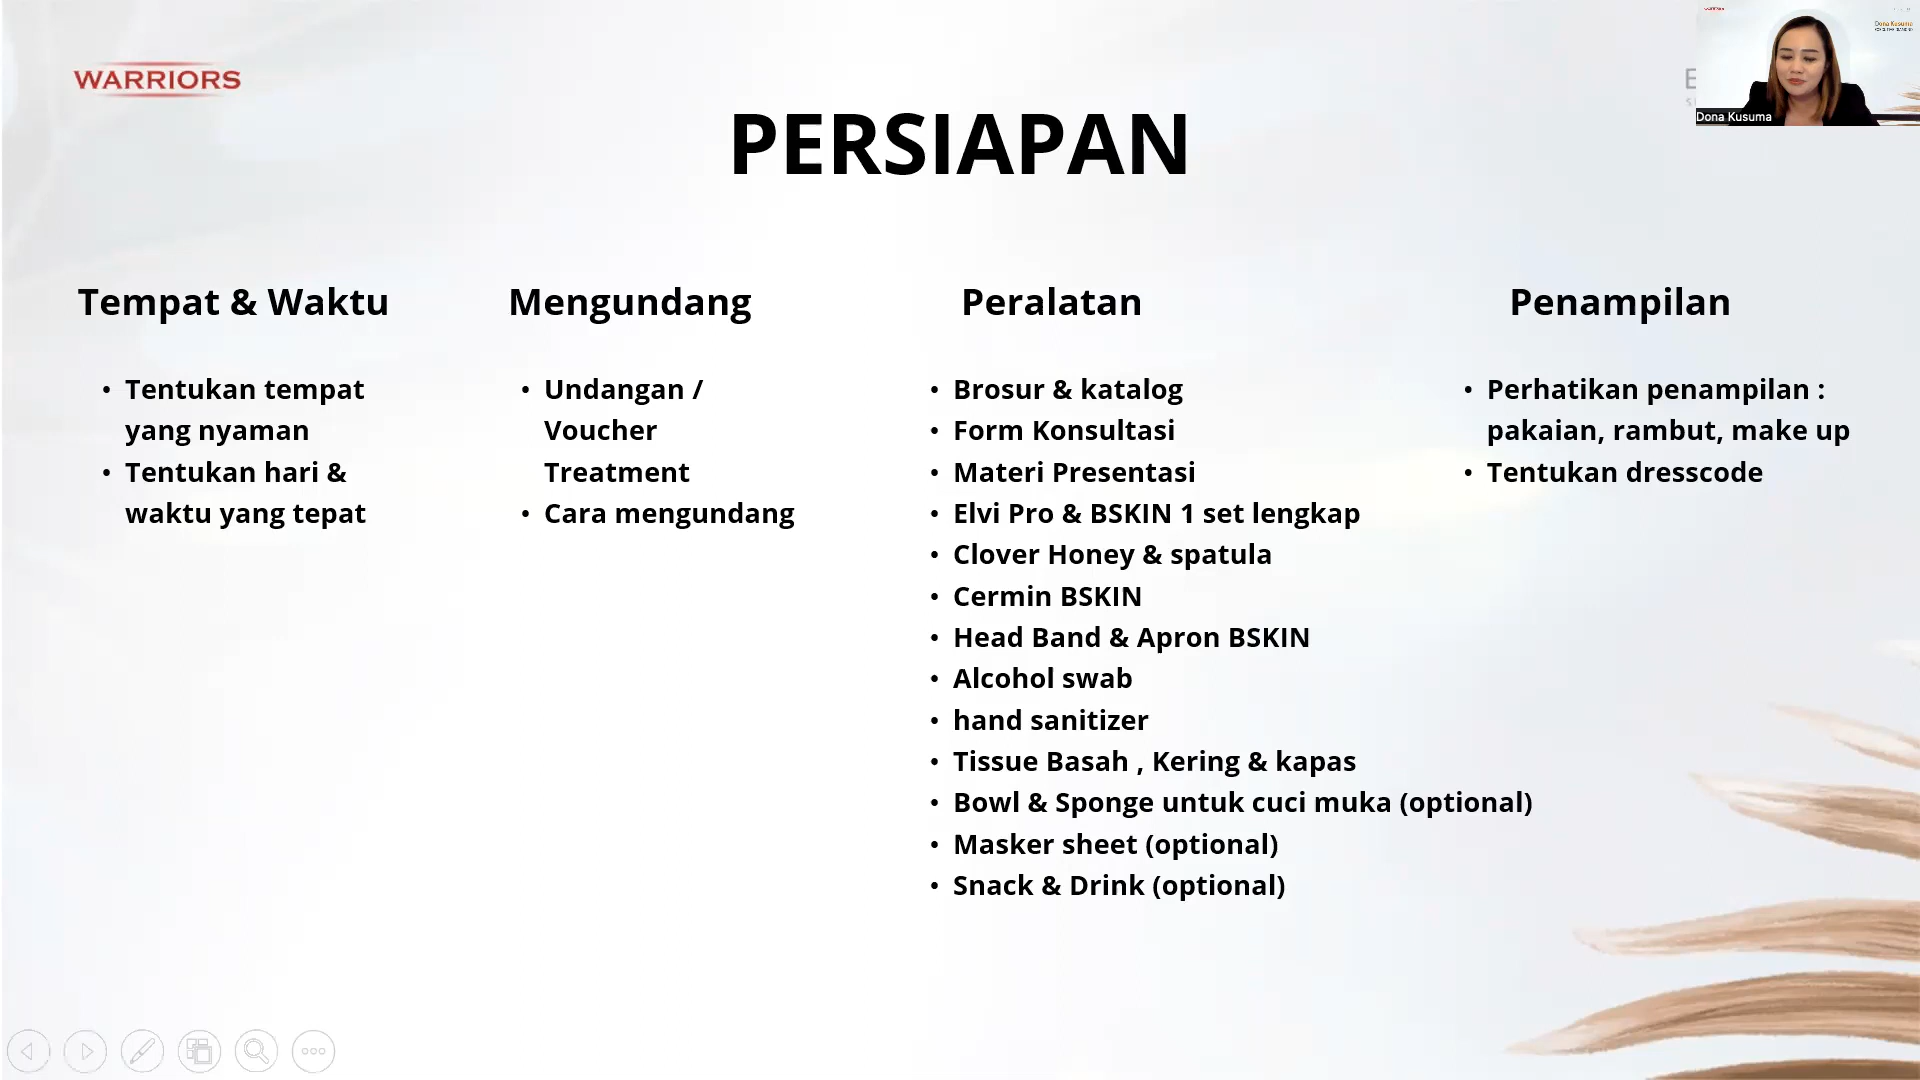 WARRIORS
Dona Kusuma
PERSIAPAN
Tempat & Waktu
• Tentukan tempat
yang nyaman
• Tentukan hari &
waktu yang tepat
Mengundang
• Undangan /
Voucher
Treatment
• Cara mengundang
Peralatan
• Brosur & katalog
• Form Konsultasi
• Materi Presentasi
• Elvi Pro & BSKIN 1 set lengkap
• Clover Honey & spatula
• Cermin BSKIN
• Head Band & Apron BSKIN
• Alcohol swab
• hand sanitizer
• Tissue Basah , Kering & kapas
• Bowl & Sponge untuk cuci muka (optional)
• Masker sheet (optional)
• Snack & Drink (optional)
Penampilan
• Perhatikan penampilan :
pakaian, rambut, make up
• Tentukan dresscode